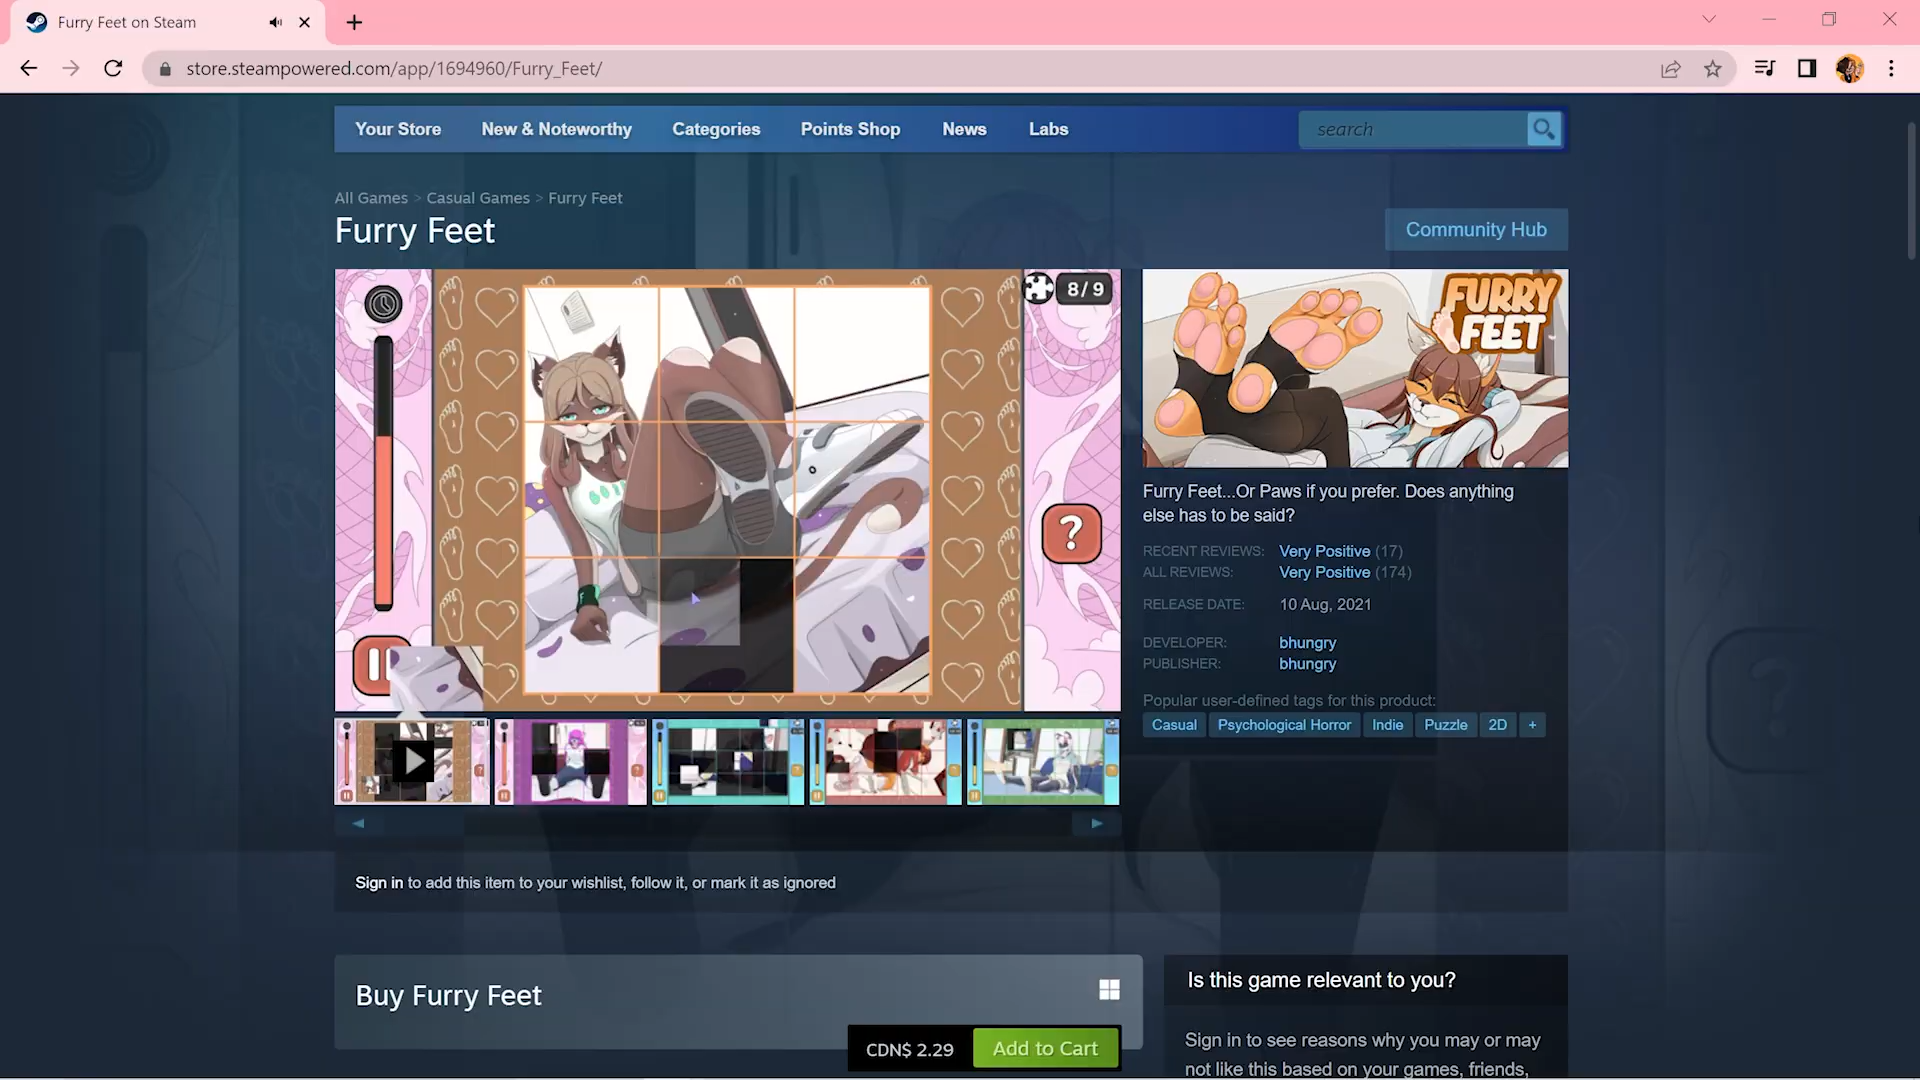 Furry Feet on Steam
store.steampowered.com/app/1694960/Furry_Feet/
Your Store New & Noteworthy Categories Points Shop News Labs search
All Games > Casual Games > Furry Feet
Furry Feet
Community Hub
8/9
FURRY
FEET
?
Furry Feet...Or Paws if you prefer. Does anything
else has to be said?
RECENT REVIEWS: Very Positive (17)
ALL REVIEWS: Very Positive (174)
RELEASE DATE: 10 Aug, 2021
DEVELOPER: bhungry
PUBLISHER: bhungry
Popular user-defined tags for this product:
Casual Psychological Horror Indie Puzzle 2D +
Sign in to add this item to your wishlist, follow it, or mark it as ignored
Buy Furry Feet
CDN$ 2.29 Add to Cart
Is this game relevant to you?
Sign in to see reasons why you may or may
not like this based on your games, friends,